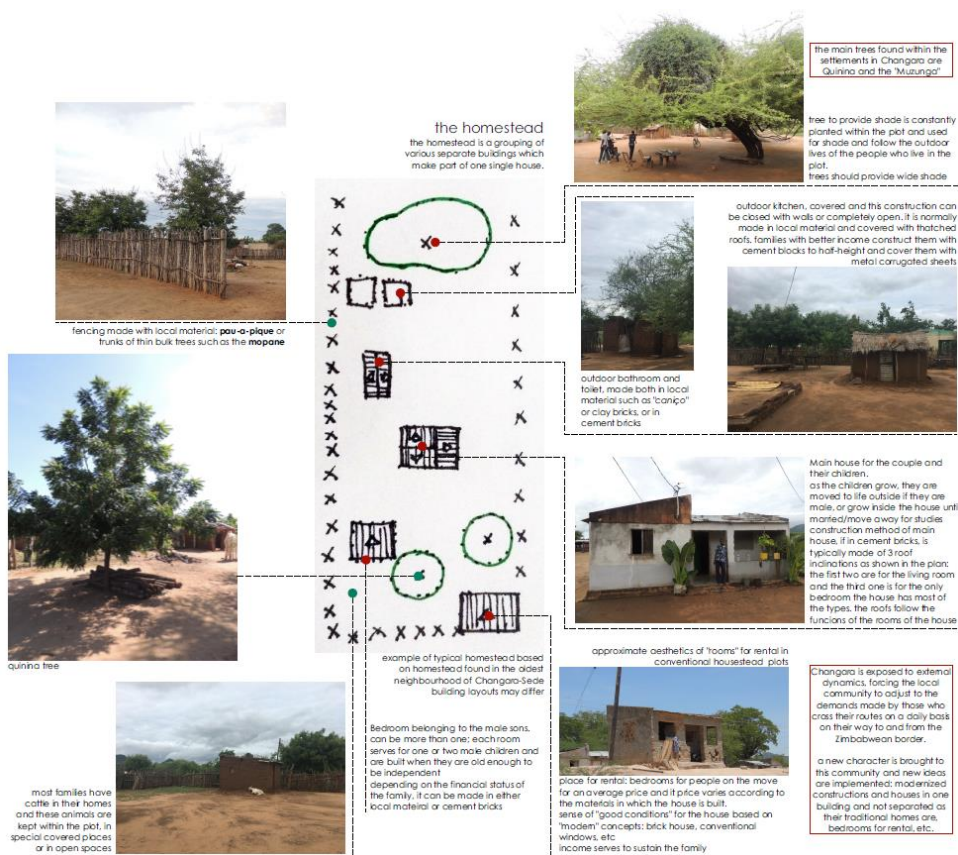 the main trees found within the
settlements in Changara are
Quinina and the "Muzunga"
the homestead
the homestead is a grouping of
various separate buildings which
make part of one single house.
tree to provide shade is constantly
planted within the plot and used
for shade and follow the outdoor
lives of the people who live in the
plot.
trees should provide wide shade
outdoor kitchen, covered and this construction can
be closed with walls or completely open. it is normally
made in local material and covered with thatched
roofs. families with better income construct them with
cement blocks to half-height and cover them with
metal corrugated sheets
fencing made with local material: pau-a-pique or
trunks of thin bulk trees such as the mopane
outdoor bathroom and
toilet, made both in local
material such as "caniço"
or clay bricks, or in
cement bricks
Main house for the couple and
their children.
as the children grow, they are
moved to life outside if they are
male, or grow inside the house until
married/move away for studies
construction method of main
house, if in cement bricks, is
typically made of 3 roof
inclinations as shown in the plan:
the first two are for the living room
and the third one is for the only
bedroom the house has most of
the types. the roofs follow the
funcions of the rooms of the house
quinina tree
example of typical homestead based
on homestead found in the oldest
neighbourhood of Changara-Sede
building layouts may differ
approximate aesthetics of "rooms" for rental in
conventional housestead plots
Bedroom belonging to the male sons.
can be more than one; each room
serves for one or two male children and
are built when they are old enough to
be independent
depending on the financial status of
the family, it can be made in either
local mateiral or cement bricks
Changara is exposed to external
dynamics, forcing the local
community to adjust to the
demands made by those who
cross their routes on a daily basis
on their way to and from the
Zimbabwean border.
a new character is brought to
this community and new ideas
are implemented: modernized
constructions and houses in one
building and not separated as
their traditional homes are,
bedrooms for rental, etc.
most families have
cattle in their homes
and these animals are
kept within the plot, in
special covered places
or in open spaces
place for rental: bedrooms for people on the move
for an average price and it price varies according to
the materials in which the house is built.
sense of "good conditions" for the house based on
"modern" concepts: brick house, conventional
windows, etc
income serves to sustain the family